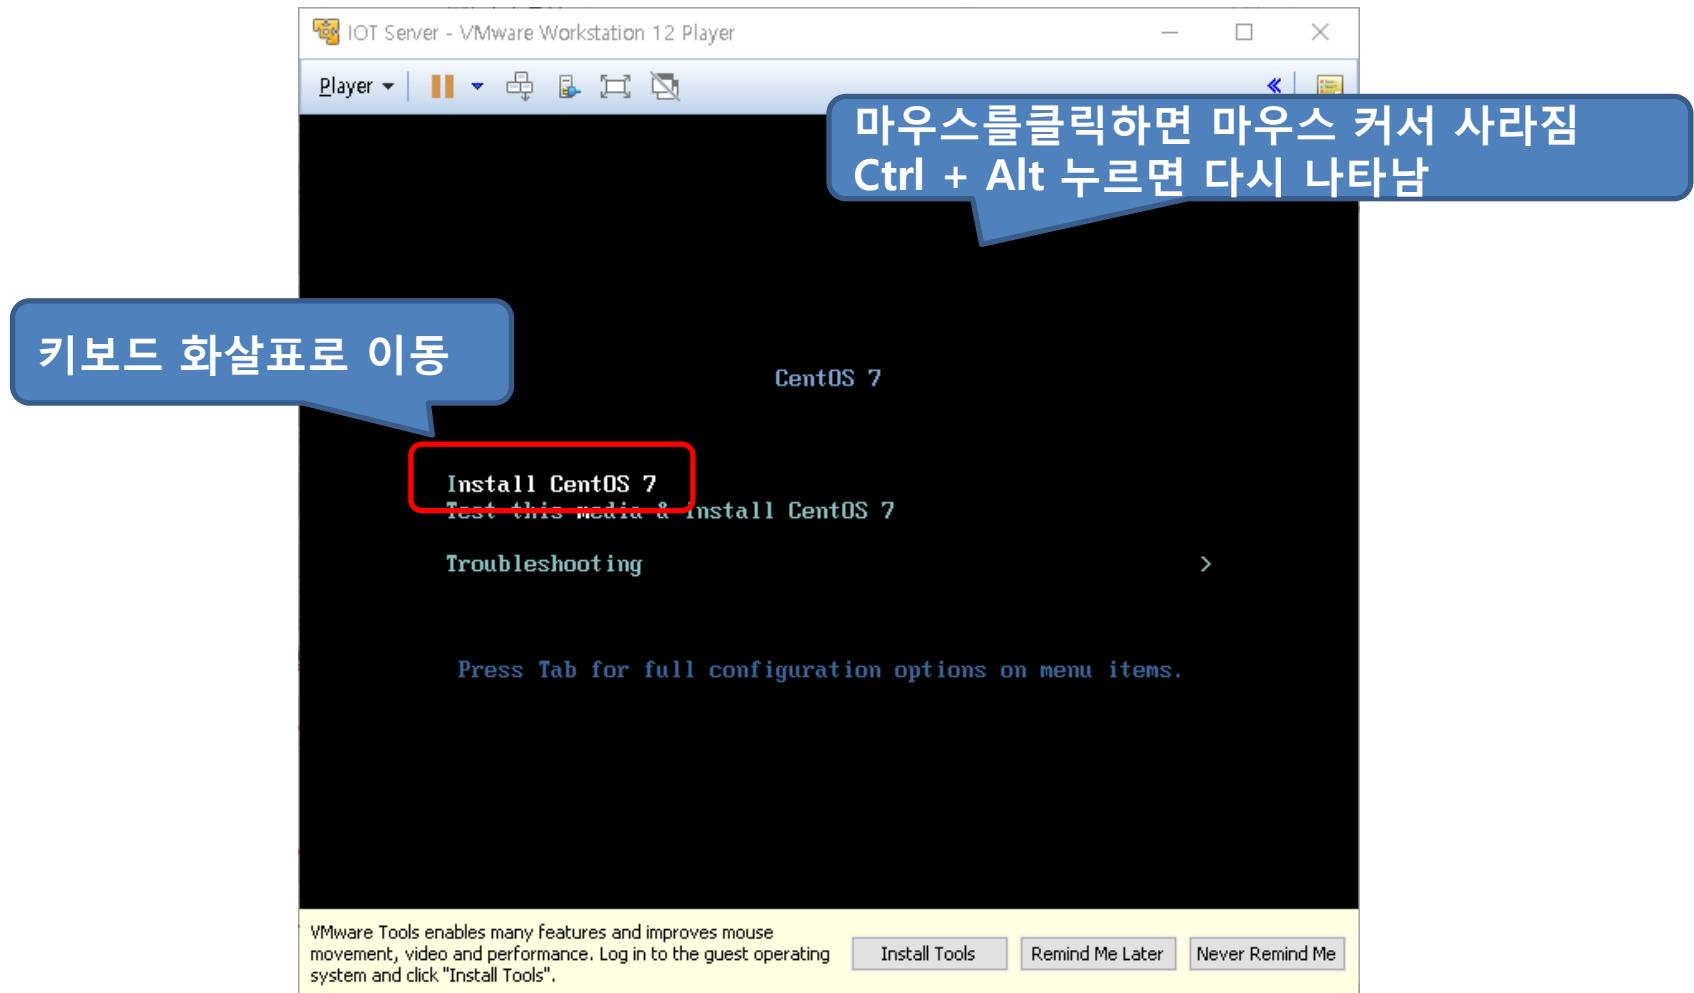 IOT Server - VMware Workstation 12 Player
Player
마우스를클릭하면 마우스 커서 사라짐
Ctrl + Alt 누르면 다시 나타남
키보드 화살표로 이동
CentOS 7
Install CentOS 7
Test this media & install CentOS 7
Troubleshooting >
Press Tab for full configuration options on menu items.
VMware Tools enables many features and improves mouse
movement, video and performance. Log in to the guest operating
system and click "Install Tools".
Install Tools
Remind Me Later
Never Remind Me